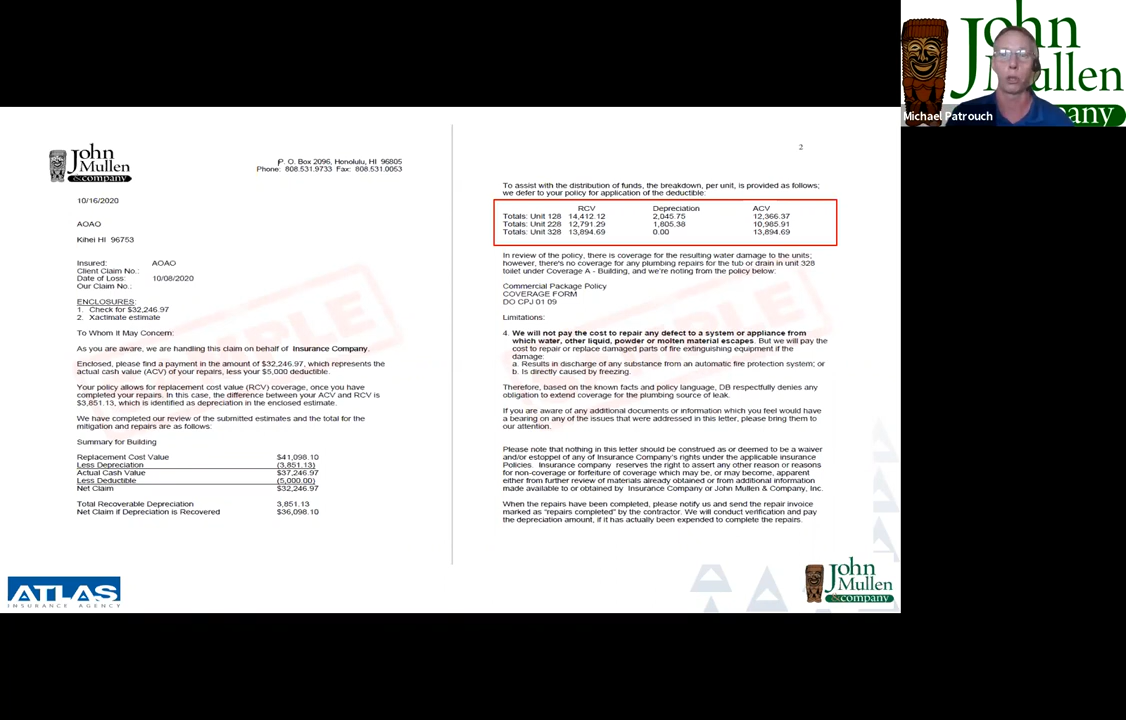 John
Mullen
&company
P. O. Box 2096, Honolulu, HI 96805
Phone: 808.531.9733 Fax: 808.531.0053
10/16/2020
AOAO
Kihei HI 96753
Insured: AOAO
Client Claim No.:
Date of Loss: 10/08/2020
Our Claim No.:
ENCLOSURES:
1. Check for $32,246.97
2. Xactimate estimate
To Whom It May Concern:
As you are aware, we are handling this claim on behalf of Insurance Company.
Enclosed, please find a payment in the amount of $32,246.97, which represents the
actual cash value (ACV) of your repairs, less your $5,000 deductible.
Your policy allows for replacement cost value (RCV) coverage, once you have
completed your repairs. In this case, the difference between your ACV and RCV is
$3,851.13, which is identified as depreciation in the enclosed estimate.
We have completed our review of the submitted estimates and the total for the
mitigation and repairs are as follows:
Summary for Building
Replacement Cost Value $41,098.10
Less Depreciation (3,851.13)
Actual Cash Value $37,246.97
Less Deductible (5,000.00)
Net Claim $32,246.97
Total Recoverable Depreciation 3,851.13
Net Claim if Depreciation is Recovered $36,098.10
SAMPLE
2
To assist with the distribution of funds, the breakdown, per unit, is provided as follows;
we defer to your policy for application of the deductible:
RCV Depreciation ACV
Totals: Unit 128 14,412.12 2,045.75 12,366.37
Totals: Unit 228 12,791.29 1,805.38 10,985.91
Totals: Unit 328 13,894.69 0.00 13,894.69
In review of the policy, there is coverage for the resulting water damage to the units;
however, there's no coverage for any plumbing repairs for the tub or drain in unit 328
toilet under Coverage A - Building, and we're noting from the policy below:
Commercial Package Policy
COVERAGE FORM
DO CPJ 01 09
Limitations:
4. We will not pay the cost to repair any defect to a system or appliance from
which water, other liquid, powder or molten material escapes. But we will pay the
cost to repair or replace damaged parts of fire extinguishing equipment if the
damage:
a. Results in discharge of any substance from an automatic fire protection system; or
b. Is directly caused by freezing.
Therefore, based on the known facts and policy language, DB respectfully denies any
obligation to extend coverage for the plumbing source of leak.
If you are aware of any additional documents or information which you feel would have
a bearing on any of the issues that were addressed in this letter, please bring them to
our attention.
Please note that nothing in this letter should be construed as or deemed to be a waiver
and/or estoppel of any of Insurance Company's rights under the applicable insurance
Policies. Insurance company reserves the right to assert any other reason or reasons
for non-coverage or forfeiture of coverage which may be, or may become, apparent
either from further review of materials already obtained or from additional information
made available to or obtained by Insurance Company or John Mullen & Company, Inc.
When the repairs have been completed, please notify us and send the repair invoice
marked as "repairs completed" by the contractor. We will conduct verification and pay
the depreciation amount, if it has actually been expended to complete the repairs.
SAMPLE
ATLAS
INSURANCE AGENCY
John
Mullen
&company
Michael Patrouch